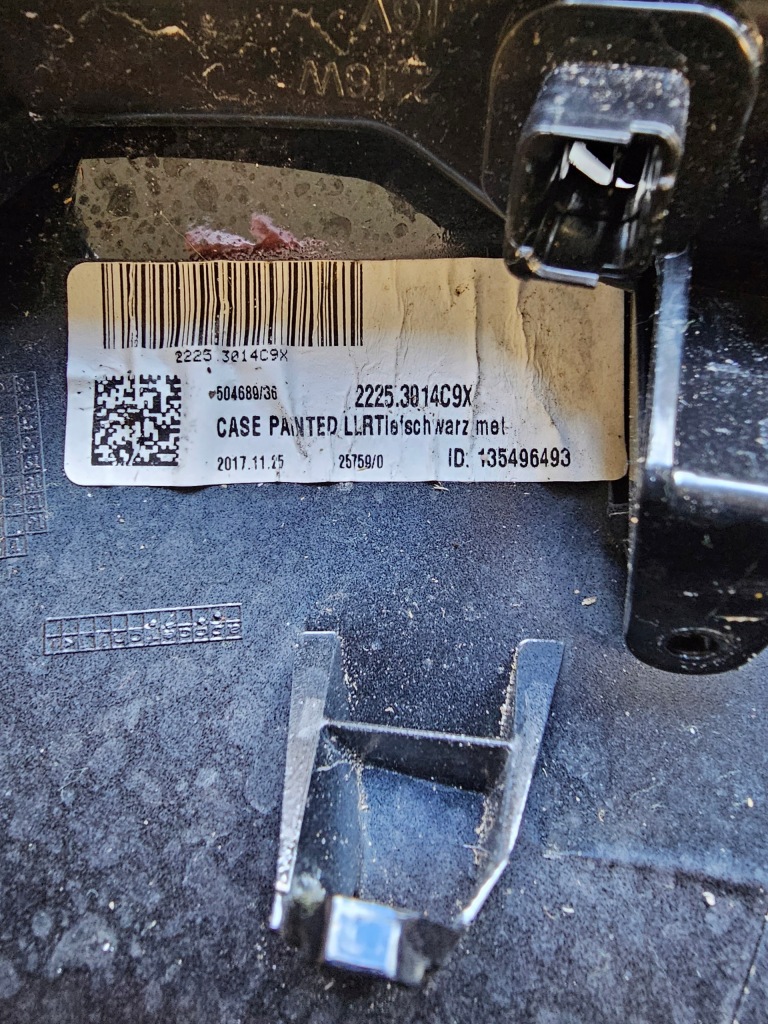 2225.3014C9X
504689/36 2225.3014C9X
CASE PAINTED LLRTiefschwarz met
2017.11.25 25759/0 ID: 135496493